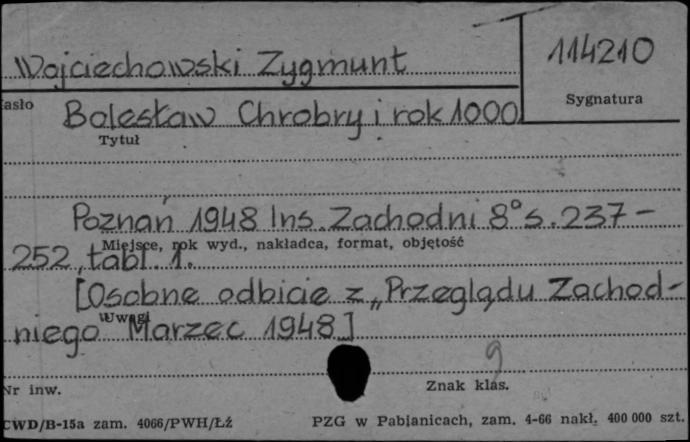 Wojciechowski Zygmunt
114210
asło
Sygnatura
Bolesław Chrobry i rok 1000
Tytuł
Poznań 1948 Ins. Zachodni 8° s. 237-
Miejsce, rok wyd., nakładca, format, objętość
252, tabl. 1.
[Osobne odbicie z „Przeglądu Zachod-
Uwagi
niego Marzec 1948]
9
Nr inw.
Znak klas.
CWD/B-15a zam. 4066/PWH/Łź
PZG w Pabianicach, zam. 4-66 nakł. 400 000 szt.